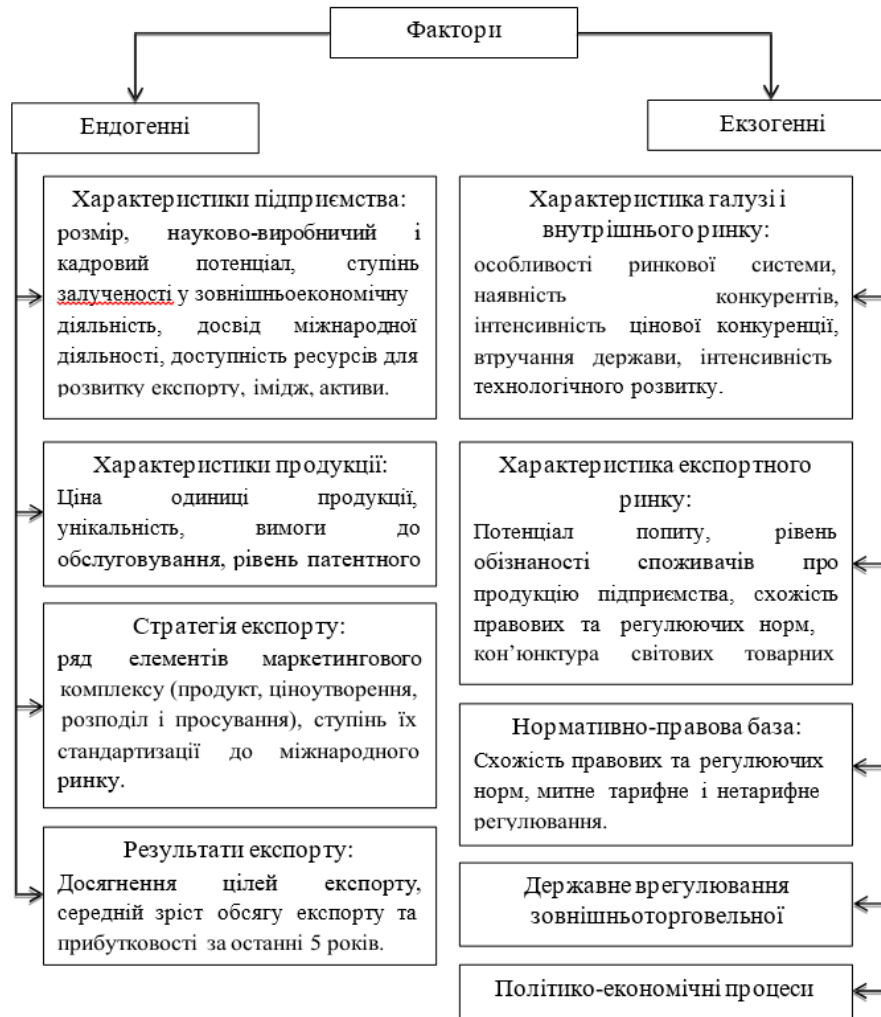 Фактори
Ендогенні
Екзогенні
Характеристики підприємства:
розмір, науково-виробничий і
кадровий потенціал, ступінь
залученості у зовнішньоекономічну
діяльність, досвід міжнародної
діяльності, доступність ресурсів для
розвитку експорту, імідж, активи.
Характеристики продукції:
Ціна одиниці продукції,
унікальність, вимоги до
обслуговування, рівень патентного
Стратегія експорту:
ряд елементів маркетингового
комплексу (продукт, ціноутворення,
розподіл і просування), ступінь їх
стандартизації до міжнародного
ринку.
Результати експорту:
Досягнення цілей експорту,
середній зріст обсягу експорту та
прибутковості за останні 5 років.
Характеристика галузі і
внутрішнього ринку:
особливості ринкової системи,
наявність конкурентів,
інтенсивність цінової конкуренції,
втручання держави, інтенсивність
технологічного розвитку.
Характеристика експортного
ринку:
Потенціал попиту, рівень
обізнаності споживачів про
продукцію підприємства, схожість
правових та регулюючих норм,
кон’юнктура світових товарних
Нормативно-правова база:
Схожість правових та регулюючих
норм, митне тарифне і нетарифне
регулювання.
Державне врегулювання
зовнішньоторговельної
Політико-економічні процеси